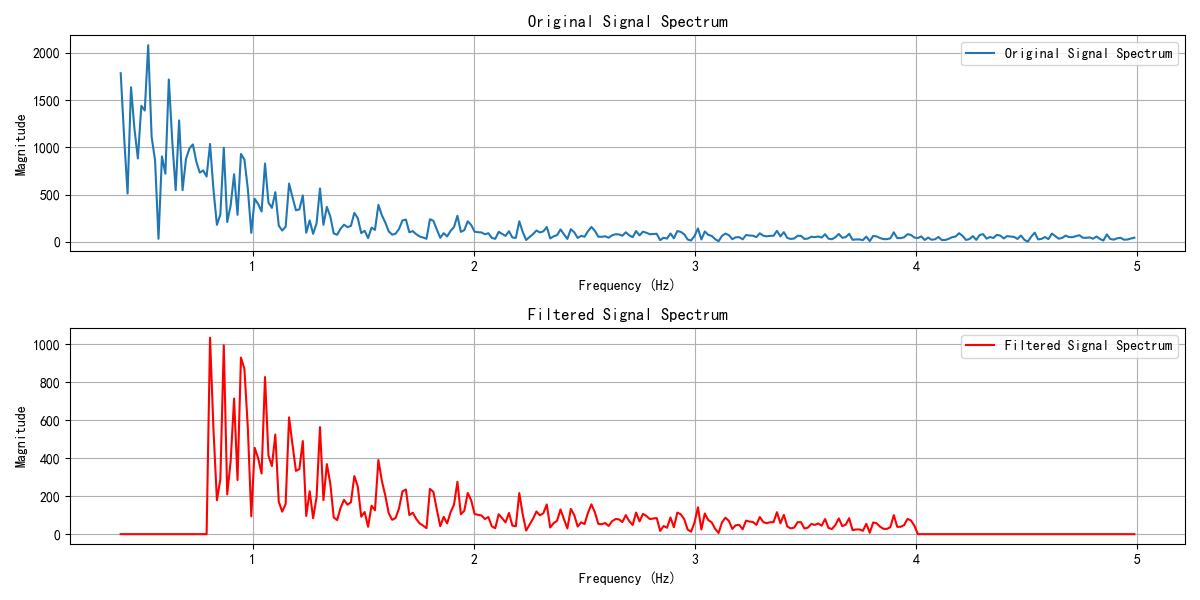 Original Signal Spectrum
Original Signal Spectrum
Magnitude
2000
1500
1000
500
0
1 2 3 4 5
Frequency (Hz)
Filtered Signal Spectrum
Filtered Signal Spectrum
Magnitude
1000
800
600
400
200
0
1 2 3 4 5
Frequency (Hz)